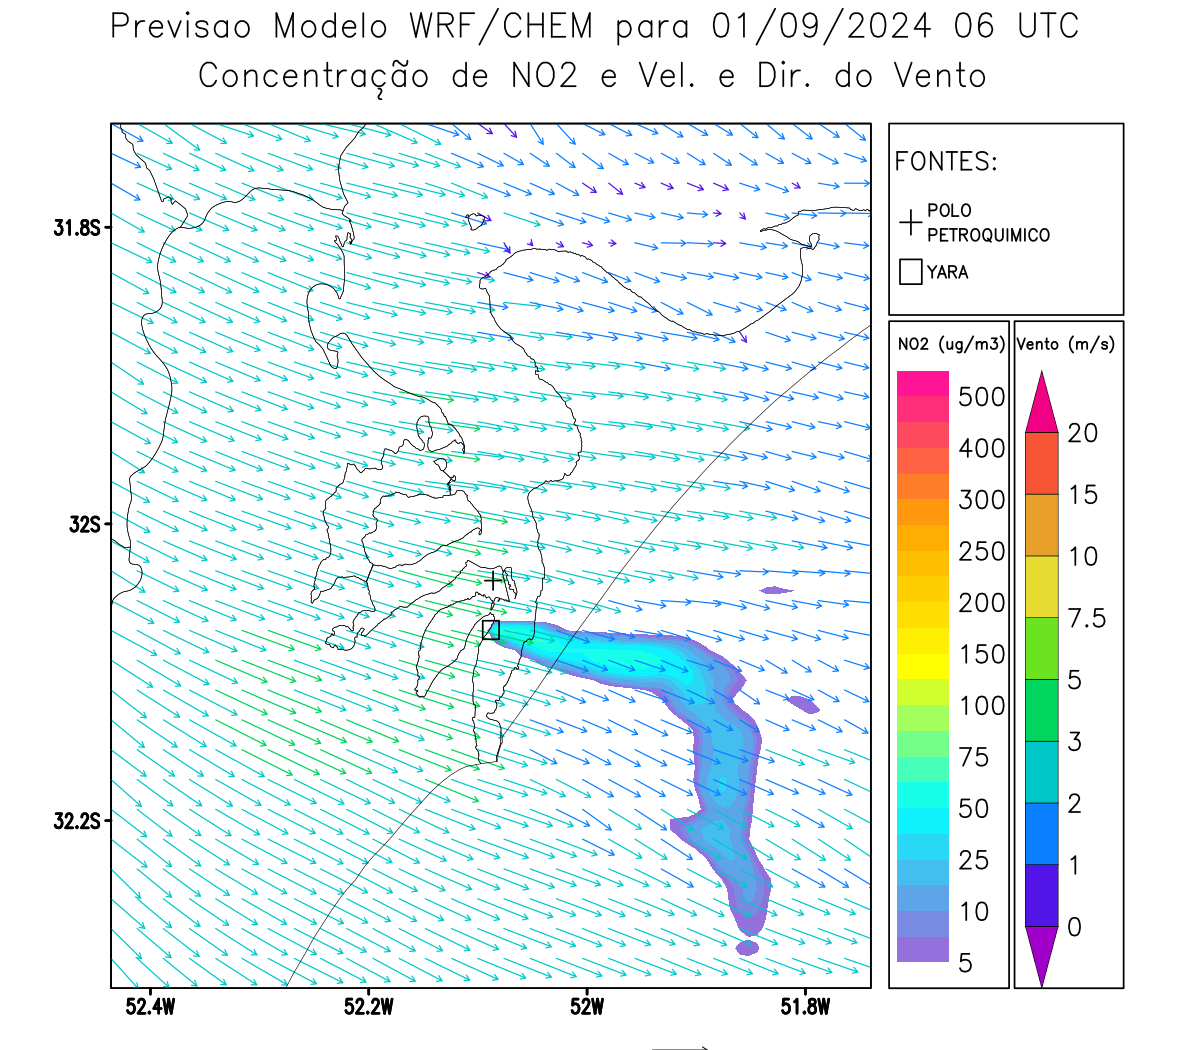 Previsao Modelo WRF/CHEM para 01/09/2024 06 UTC
Concentração de NO2 e Vel. e Dir. do Vento
FONTES:
POLO
PETROQUIMICO
YARA
NO2 (ug/m3)
500
400
300
250
200
150
100
75
50
25
10
5
Vento (m/s)
20
15
10
7.5
5
3
2
1
0
31.8S
32S
32.2S
52.4W
52.2W
52W
51.8W